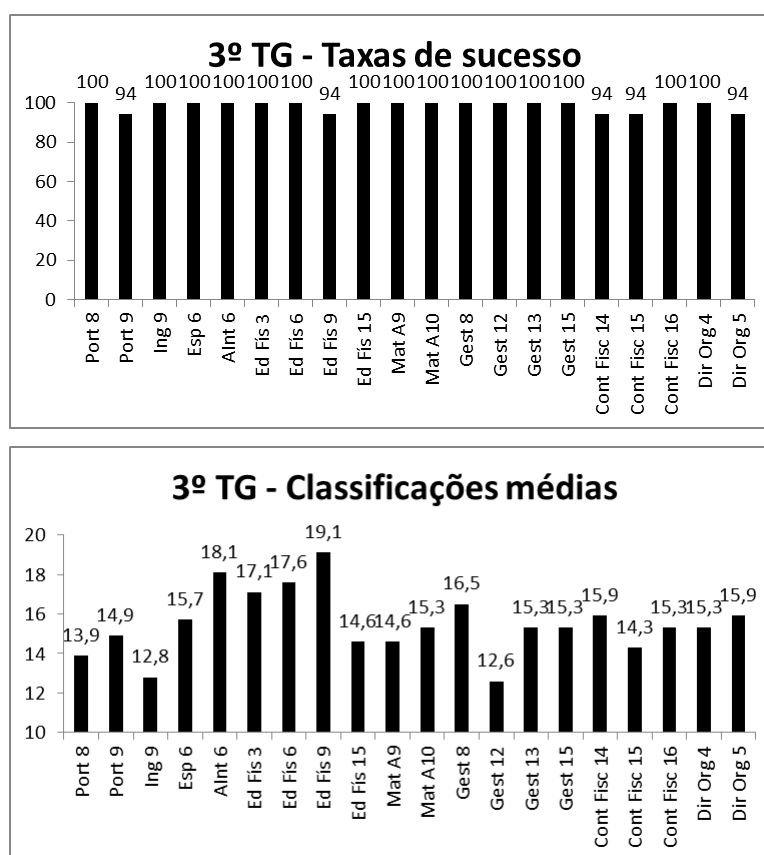 3º TG - Taxas de sucesso
100 94 100 100 100 100 100 94 100 100 100 100 100 100 100 94 94 100 100 94
100
80
60
40
20
0
Port 8
Port 9
Ing 9
Esp 6
AInt 6
Ed Fís 3
Ed Fís 6
Ed Fís 9
Ed Fís 15
Mat A9
Mat A10
Gest 8
Gest 12
Gest 13
Gest 15
Cont Fisc 14
Cont Fisc 15
Cont Fisc 16
Dir Org 4
Dir Org 5
3º TG - Classificações médias
20
18
16
14
12
10
13,9 14,9 12,8 15,7 18,1 17,1 17,6 19,1 14,6 14,6 15,3 16,5 12,6 15,3 15,3 15,9 14,3 15,3 15,3 15,9
Port 8
Port 9
Ing 9
Esp 6
AInt 6
Ed Fís 3
Ed Fís 6
Ed Fís 9
Ed Fís 15
Mat A9
Mat A10
Gest 8
Gest 12
Gest 13
Gest 15
Cont Fisc 14
Cont Fisc 15
Cont Fisc 16
Dir Org 4
Dir Org 5